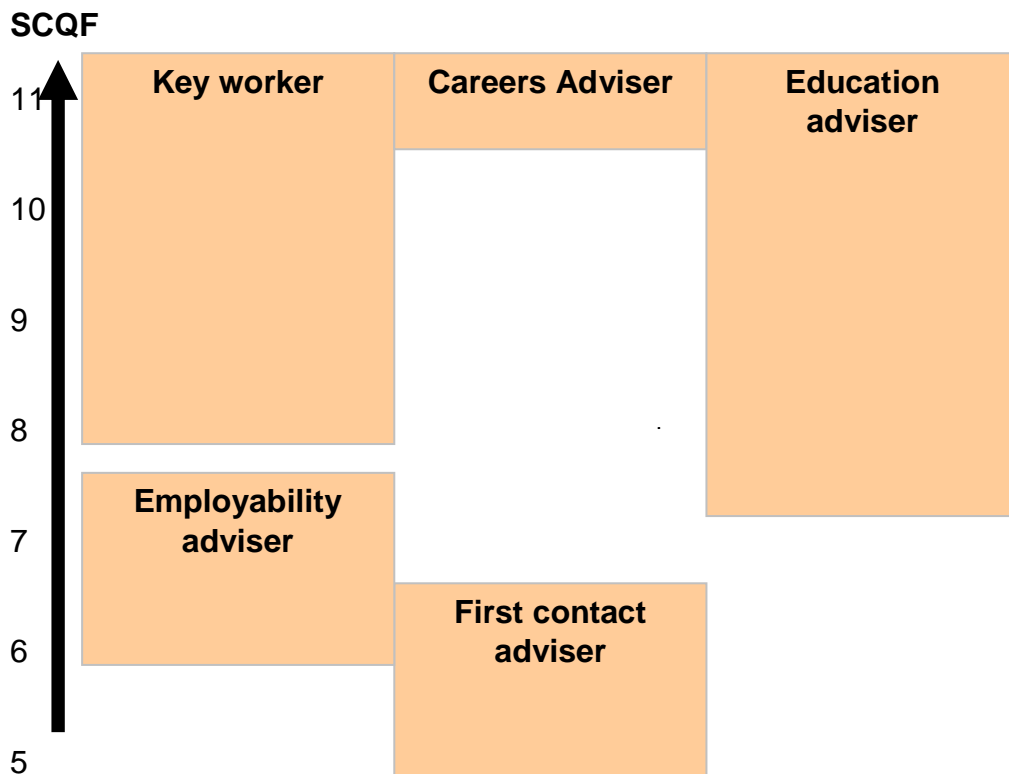 SCQF
Key worker
Careers Adviser
Education
adviser
11
10
9
8
.
Employability
adviser
7
First contact
adviser
6
5